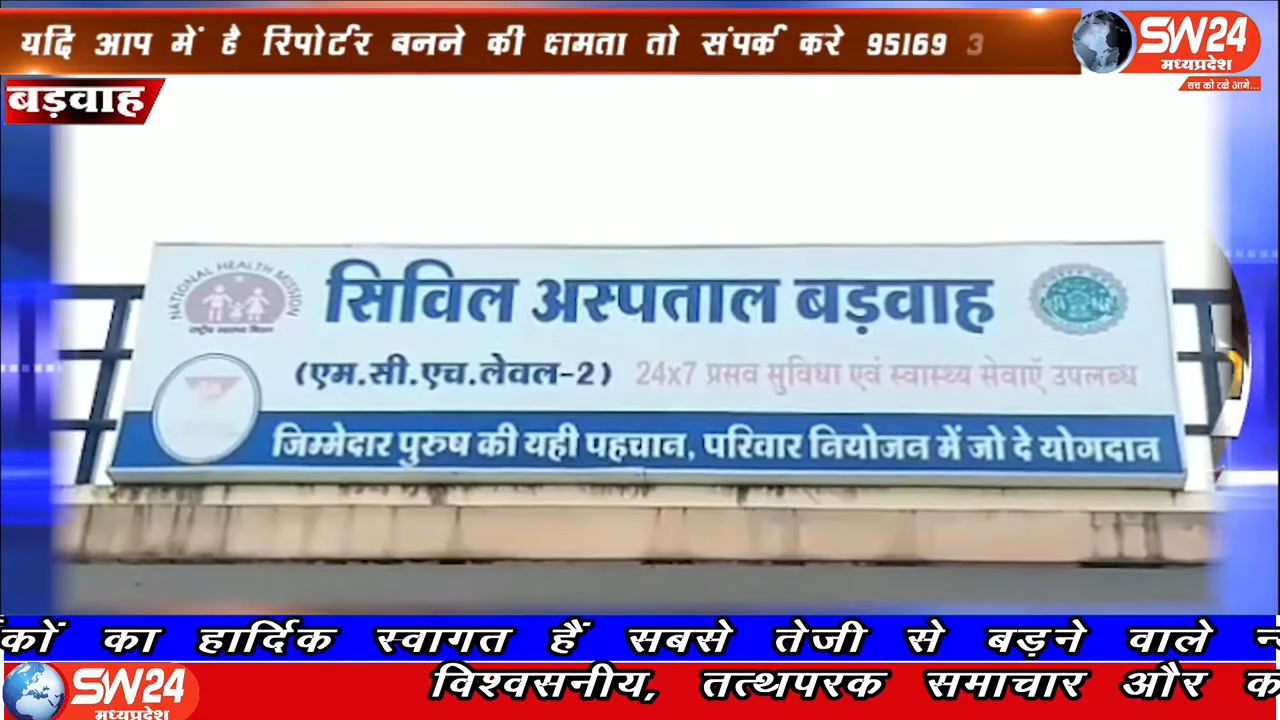 यदि आप में है रिपोर्टर बनने की क्षमता तो संपर्क करे 95169 3
SW24
मध्यप्रदेश
सच को रखे आगे...
बड़वाह
NATIONAL HEALTH MISSION
राष्ट्रीय स्वास्थ्य मिशन
सिविल अस्पताल बड़वाह
(एम.सी.एच.लेवल-2) 24x7 प्रसव सुविधा एवं स्वास्थ्य सेवाएँ उपलब्ध
जिम्मेदार पुरुष की यही पहचान, परिवार नियोजन में जो दे योगदान
कों का हार्दिक स्वागत हैं सबसे तेजी से बड़ने वाले
SW24
मध्यप्रदेश
विश्वसनीय, तत्थपरक समाचार और क